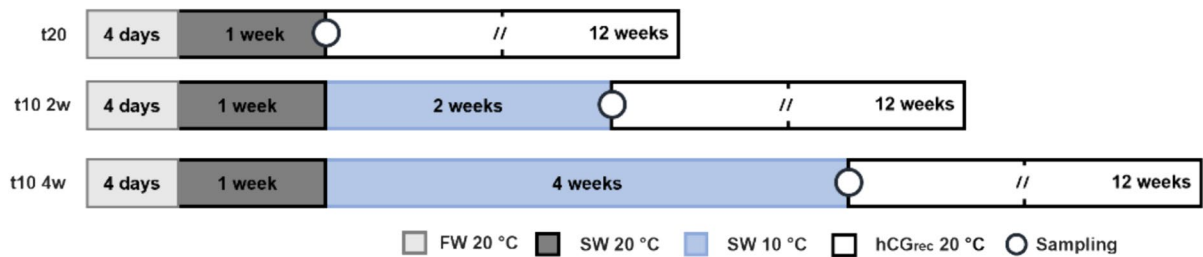 t20 4 days 1 week // 12 weeks
t10 2w 4 days 1 week 2 weeks // 12 weeks
t10 4w 4 days 1 week 4 weeks // 12 weeks
FW 20 °C SW 20 °C SW 10 °C hCGrec 20 °C Sampling